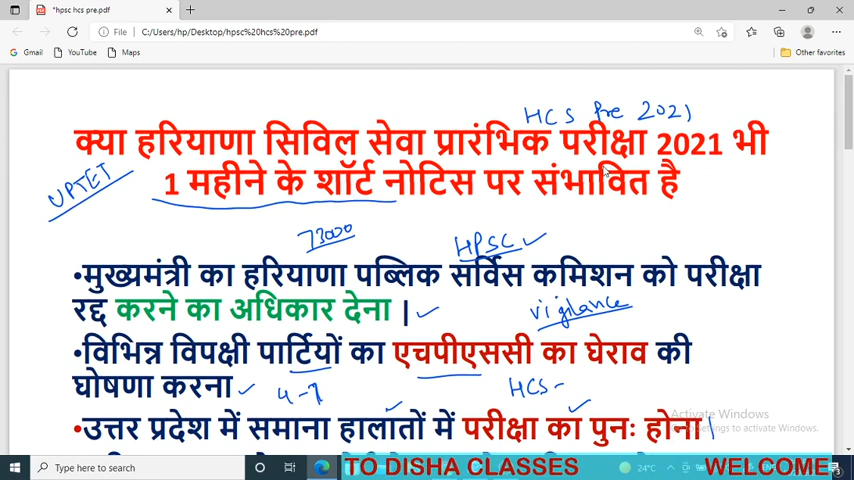 *hpsc hcs pre.pdf
File
C:/Users/hp/Desktop/hpsc%20hcs%20pre.pdf
Gmail YouTube Maps Other favorites
HCS Pre 2021
क्या हरियाणा सिविल सेवा प्रारंभिक परीक्षा 2021 भी
UPTET
1 महीने के शॉर्ट नोटिस पर संभावित है
73000
HPSC
•मुख्यमंत्री का हरियाणा पब्लिक सर्विस कमिशन को परीक्षा
रद्द करने का अधिकार देना |
vigilance
•विभिन्न विपक्षी पार्टियों का एचपीएससी का घेराव की
घोषणा करना
HCS-
•उत्तर प्रदेश में समाना हालातों में परीक्षा का पुनः होना|
Activate Windows
Go to Settings to activate Windows.
Type here to search
24°C
TO DISHA CLASSES WELCOME